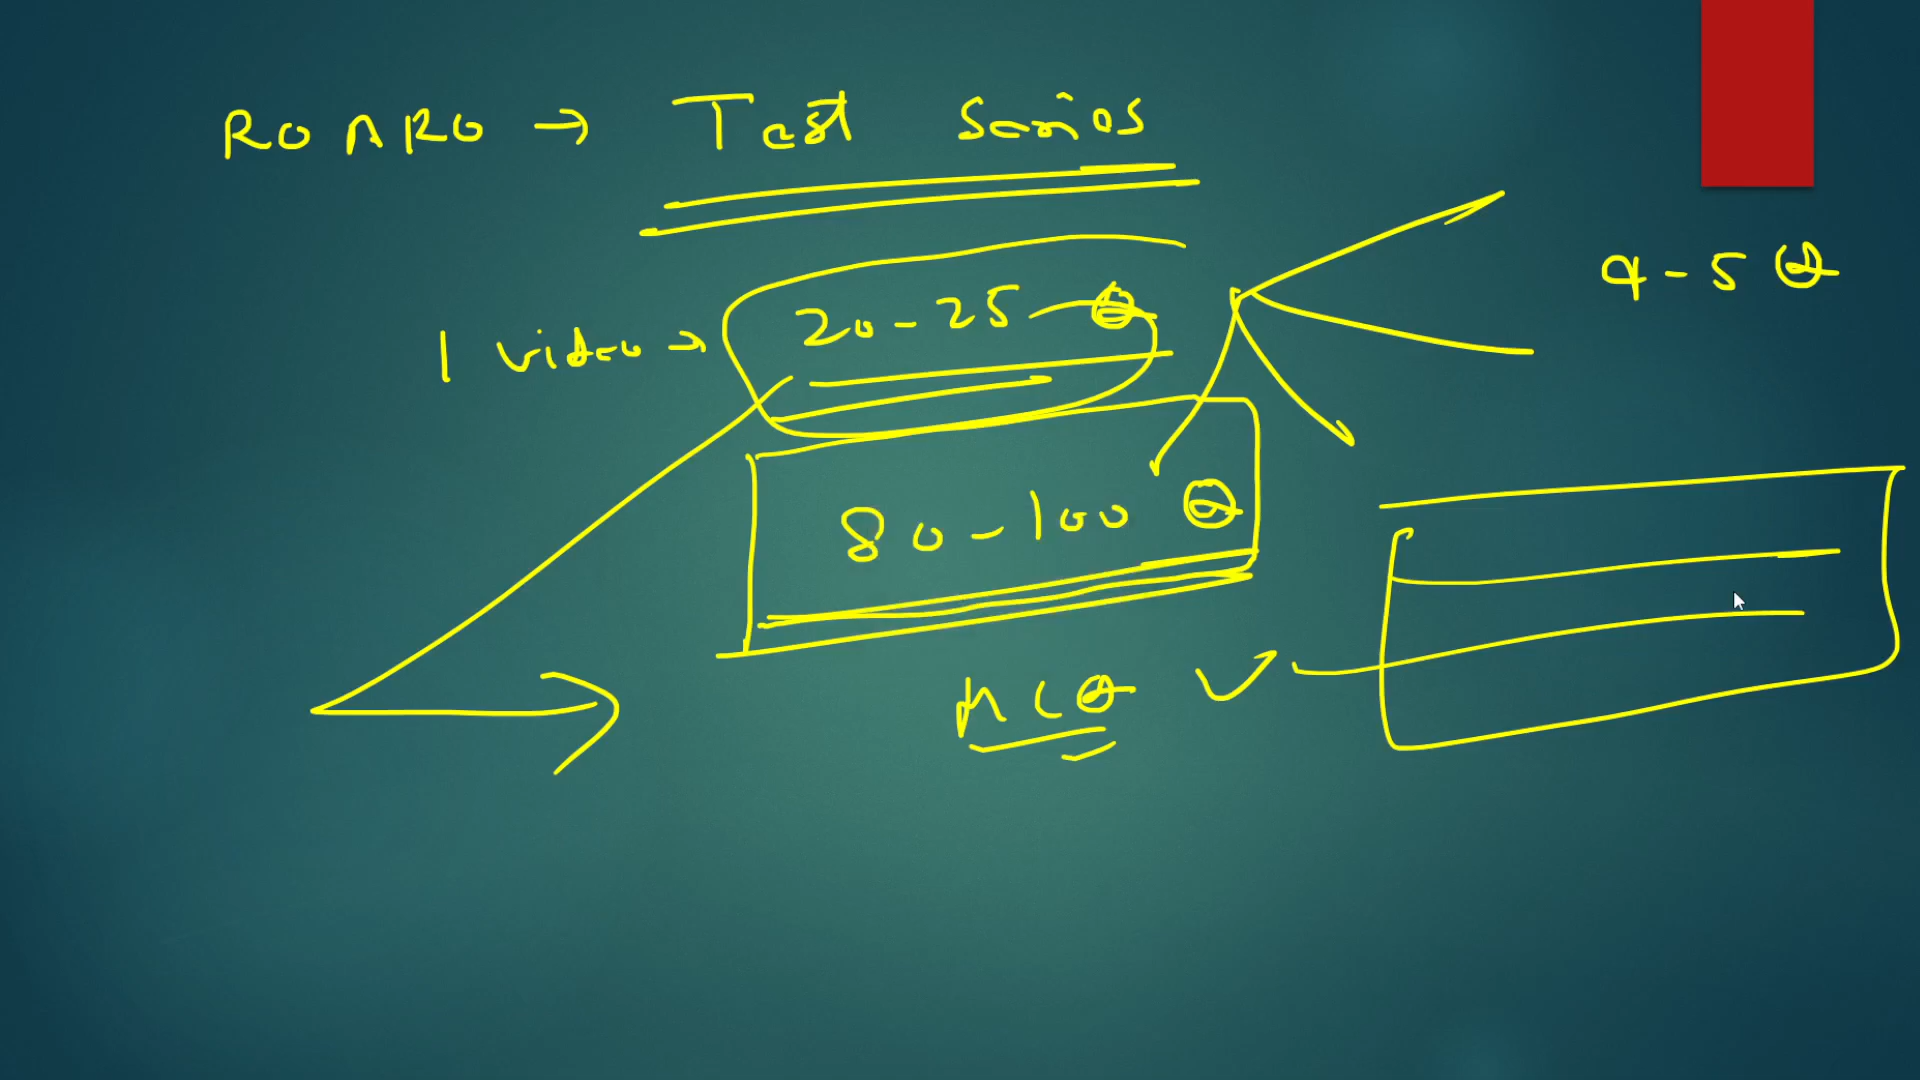 RO ARO → Test Series
1 video → 20-25 Q
4-5 Q
80-100 Q
MCQ